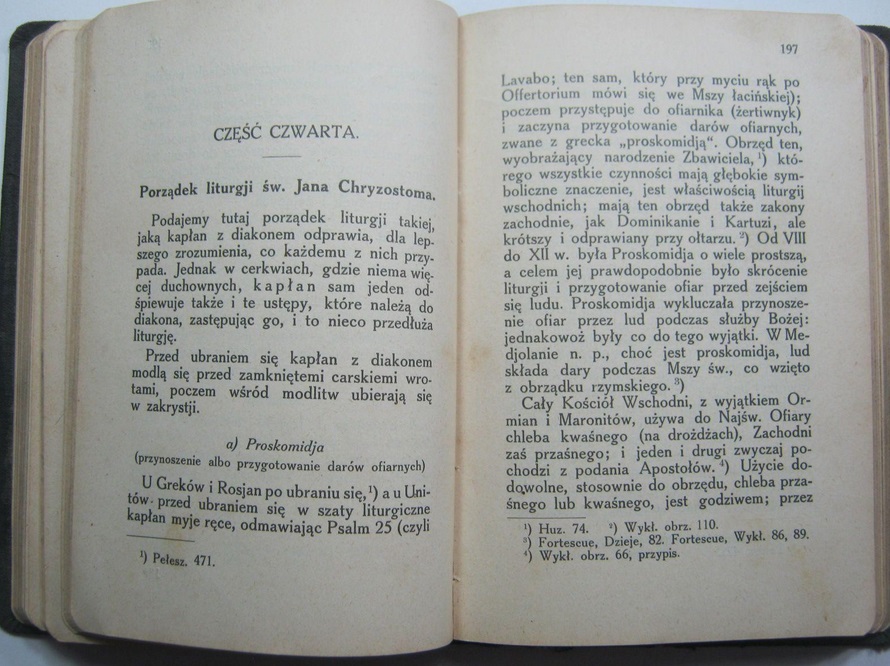 CZĘŚĆ CZWARTA.
Porządek liturgji św. Jana Chryzostoma.
Podajemy tutaj porządek liturgji takiej,
jaką kapłan z diakonem odprawia, dla lep-
szego zrozumienia, co każdemu z nich przy-
pada. Jednak w cerkwiach, gdzie niema wię-
cej duchownych, kapłan sam jeden od-
śpiewuje także i te ustępy, które należą do
diakona, zastępując go, i to nieco przedłuża
liturgję.
Przed ubraniem się kapłan z diakonem
modlą się przed zamkniętemi carskiemi wro-
tami, poczem wśród modlitw ubierają się
w zakrystji.
a) Proskomidja
(przynoszenie albo przygotowanie darów ofiarnych)
U Greków i Rosjan po ubraniu się,¹) a u Uni-
tów przed ubraniem się w szaty liturgiczne
kapłan myje ręce, odmawiając Psalm 25 (czyli
¹) Pełesz. 471.
197
Lavabo; ten sam, który przy myciu rąk po
Offertorium mówi się we Mszy łacińskiej);
poczem przystępuje do ofiarnika (żertiwnyk)
i zaczyna przygotowanie darów ofiarnych,
zwane z grecka „proskomidją“. Obrzęd ten,
wyobrażający narodzenie Zbawiciela,¹) któ-
rego wszystkie czynności mają głębokie sym-
boliczne znaczenie, jest właściwością liturgij
wschodnich; mają ten obrzęd także zakony
zachodnie, jak Dominikanie i Kartuzi, ale
krótszy i odprawiany przy ołtarzu.²) Od VIII
do XII w. była Proskomidja o wiele prostszą,
a celem jej prawdopodobnie było skrócenie
liturgji i przygotowanie ofiar przed zejściem
się ludu. Proskomidja wykluczała przynosze-
nie ofiar przez lud podczas służby Bożej:
jednakowoż były co do tego wyjątki. W Me-
djolanie n. p., choć jest proskomidja, lud
składa dary podczas Mszy św., co wzięto
z obrządku rzymskiego.³)
Cały Kościół Wschodni, z wyjątkiem Or-
mian i Maronitów, używa do Najśw. Ofiary
chleba kwaśnego (na drożdżach), Zachodni
zaś przaśnego; i jeden i drugi zwyczaj po-
chodzi z podania Apostołów.⁴) Użycie do-
dowolne, stosownie do obrzędu, chleba prza-
śnego lub kwaśnego, jest godziwem; przez
¹) Huz. 74. ²) Wykł. obrz. 110.
³) Fortescue, Dzieje, 82. Fortescue, Wykł. 86, 89.
⁴) Wykł. obrz. 66, przypis.